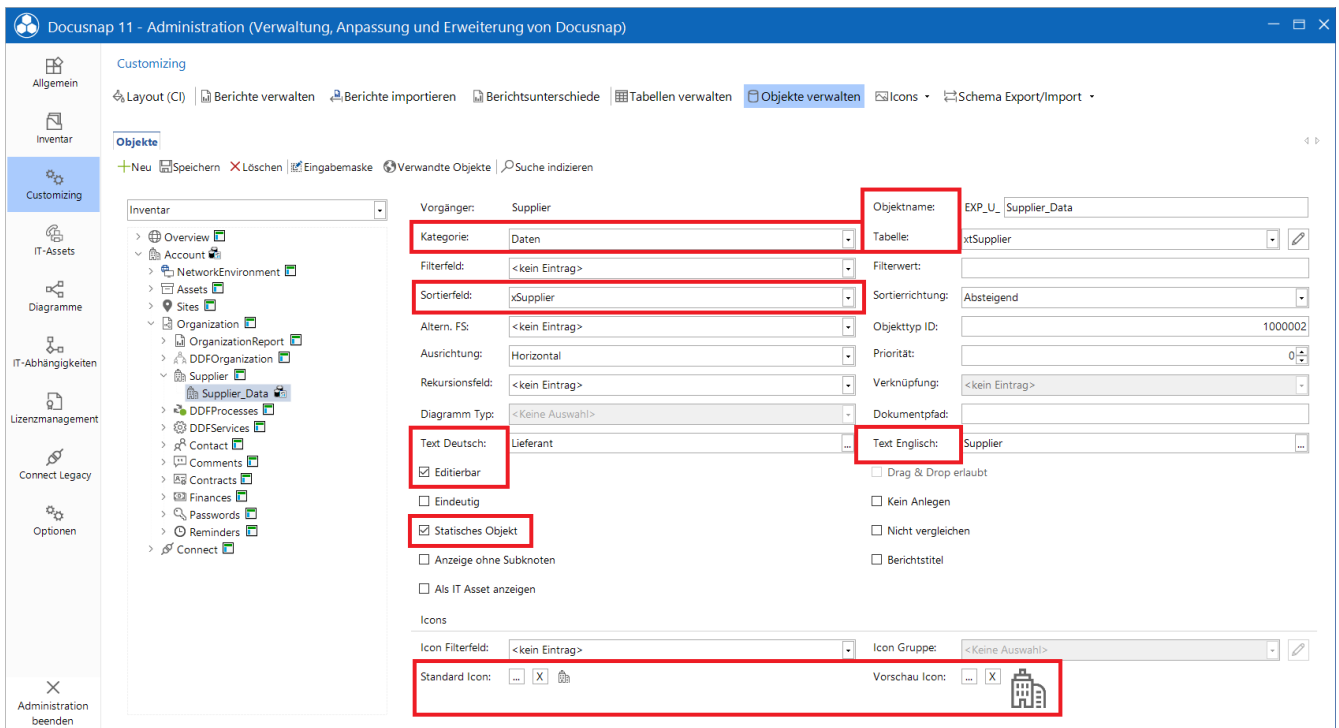 Docusnap 11 - Administration (Verwaltung, Anpassung und Erweiterung von Docusnap)
Allgemein
Inventar
Customizing
IT-Assets
Diagramme
IT-Abhängigkeiten
Lizenzmanagement
Connect Legacy
Optionen
Administration
beenden
Customizing
Layout (CI) Berichte verwalten Berichte importieren Berichtsunterschiede Tabellen verwalten Objekte verwalten Icons Schema Export/Import
Objekte
Neu Speichern Löschen Eingabemaske Verwandte Objekte Suche indizieren
Inventar
Overview
Account
NetworkEnvironment
Assets
Sites
Organization
OrganizationReport
DDFOrganization
Supplier
Supplier_Data
DDFProcesses
DDFServices
Contact
Comments
Contracts
Finances
Passwords
Reminders
Connect
Vorgänger: Supplier Objektname: EXP_U_ Supplier_Data
Kategorie: Daten Tabelle: xtSupplier
Filterfeld: <kein Eintrag> Filterwert:
Sortierfeld: xSupplier Sortierrichtung: Absteigend
Altern. FS: <kein Eintrag> Objekttyp ID: 1000002
Ausrichtung: Horizontal Priorität: 0
Rekursionsfeld: <kein Eintrag> Verknüpfung: <kein Eintrag>
Diagramm Typ: <Keine Auswahl> Dokumentpfad:
Text Deutsch: Lieferant ... Text Englisch: Supplier ...
Editierbar Drag & Drop erlaubt
Eindeutig Kein Anlegen
Statisches Objekt Nicht vergleichen
Anzeige ohne Subknoten Berichtstitel
Als IT Asset anzeigen
Icons
Icon Filterfeld: <kein Eintrag> Icon Gruppe: <Keine Auswahl>
Standard Icon: ... X Vorschau Icon: ... X